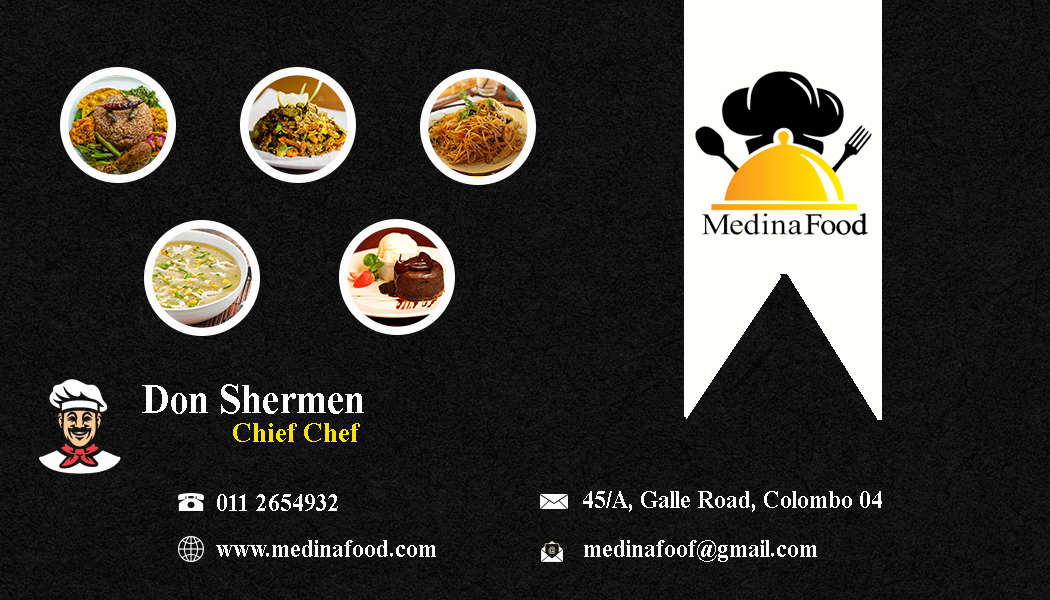 MedinaFood
Don Shermen
Chief Chef
011 2654932
45/A, Galle Road, Colombo 04
www.medinafood.com
medinafoof@gmail.com